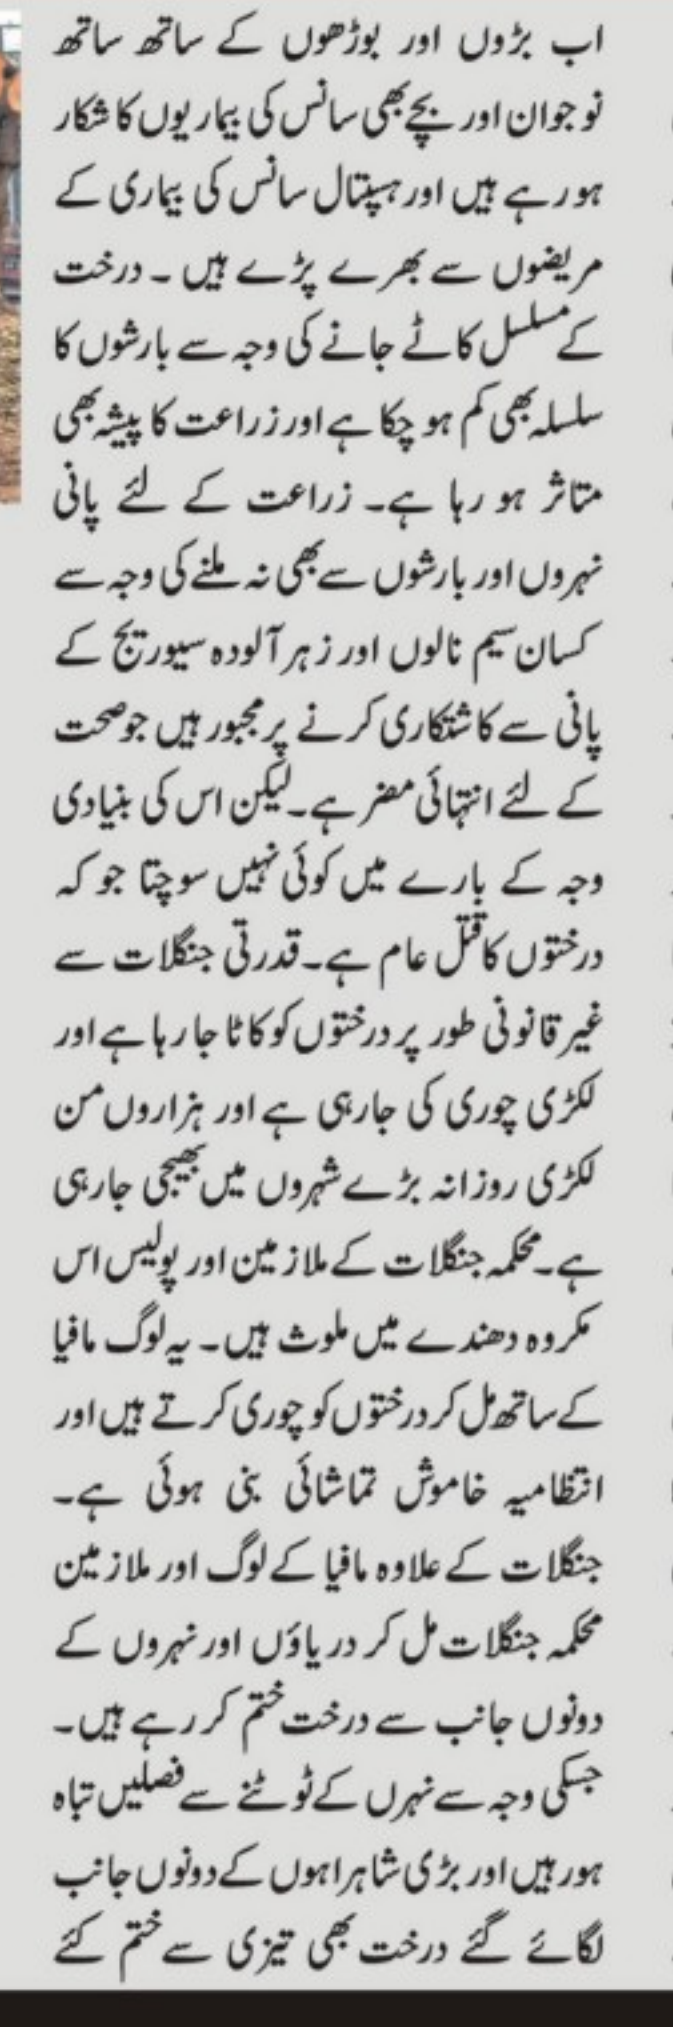 اب بڑوں اور بوڑھوں کے ساتھ ساتھ
نوجوان اور بچے بھی سانس کی بیماریوں کا شکار
ہورہے ہیں اور ہسپتال سانس کی بیماری کے
مریضوں سے بھرے پڑے ہیں ۔ درخت
کے مسلسل کاٹے جانے کی وجہ سے بارشوں کا
سلسلہ بھی کم ہو چکا ہے اور زراعت کا پیشہ بھی
متاثر ہو رہا ہے۔ زراعت کے لئے پانی
نہروں اور بارشوں سے بھی نہ ملنے کی وجہ سے
کسان سیم نالوں اور زہر آلودہ سیوریج کے
پانی سے کاشتکاری کرنے پر مجبور ہیں جو صحت
کے لئے انتہائی مضر ہے۔ لیکن اس کی بنیادی
وجہ کے بارے میں کوئی نہیں سوچتا جو کہ
درختوں کا قتل عام ہے۔ قدرتی جنگلات سے
غیر قانونی طور پر درختوں کو کاٹا جا رہا ہے اور
لکڑی چوری کی جارہی ہے اور ہزاروں من
لکڑی روزانہ بڑے شہروں میں بھیجی جارہی
ہے۔ محکمہ جنگلات کے ملازمین اور پولیس اس
مکروہ دھندے میں ملوث ہیں۔ یہ لوگ مافیا
کے ساتھ مل کر درختوں کو چوری کرتے ہیں اور
انتظامیہ خاموش تماشائی بنی ہوئی ہے۔
جنگلات کے علاوہ مافیا کے لوگ اور ملازمین
محکمہ جنگلات مل کر دریاؤں اور نہروں کے
دونوں جانب سے درخت ختم کر رہے ہیں۔
جسکی وجہ سے نہرں کے ٹوٹنے سے فصلیں تباہ
ہورہیں اور بڑی شاہراہوں کے دونوں جانب
لگائے گئے درخت بھی تیزی سے ختم کئے